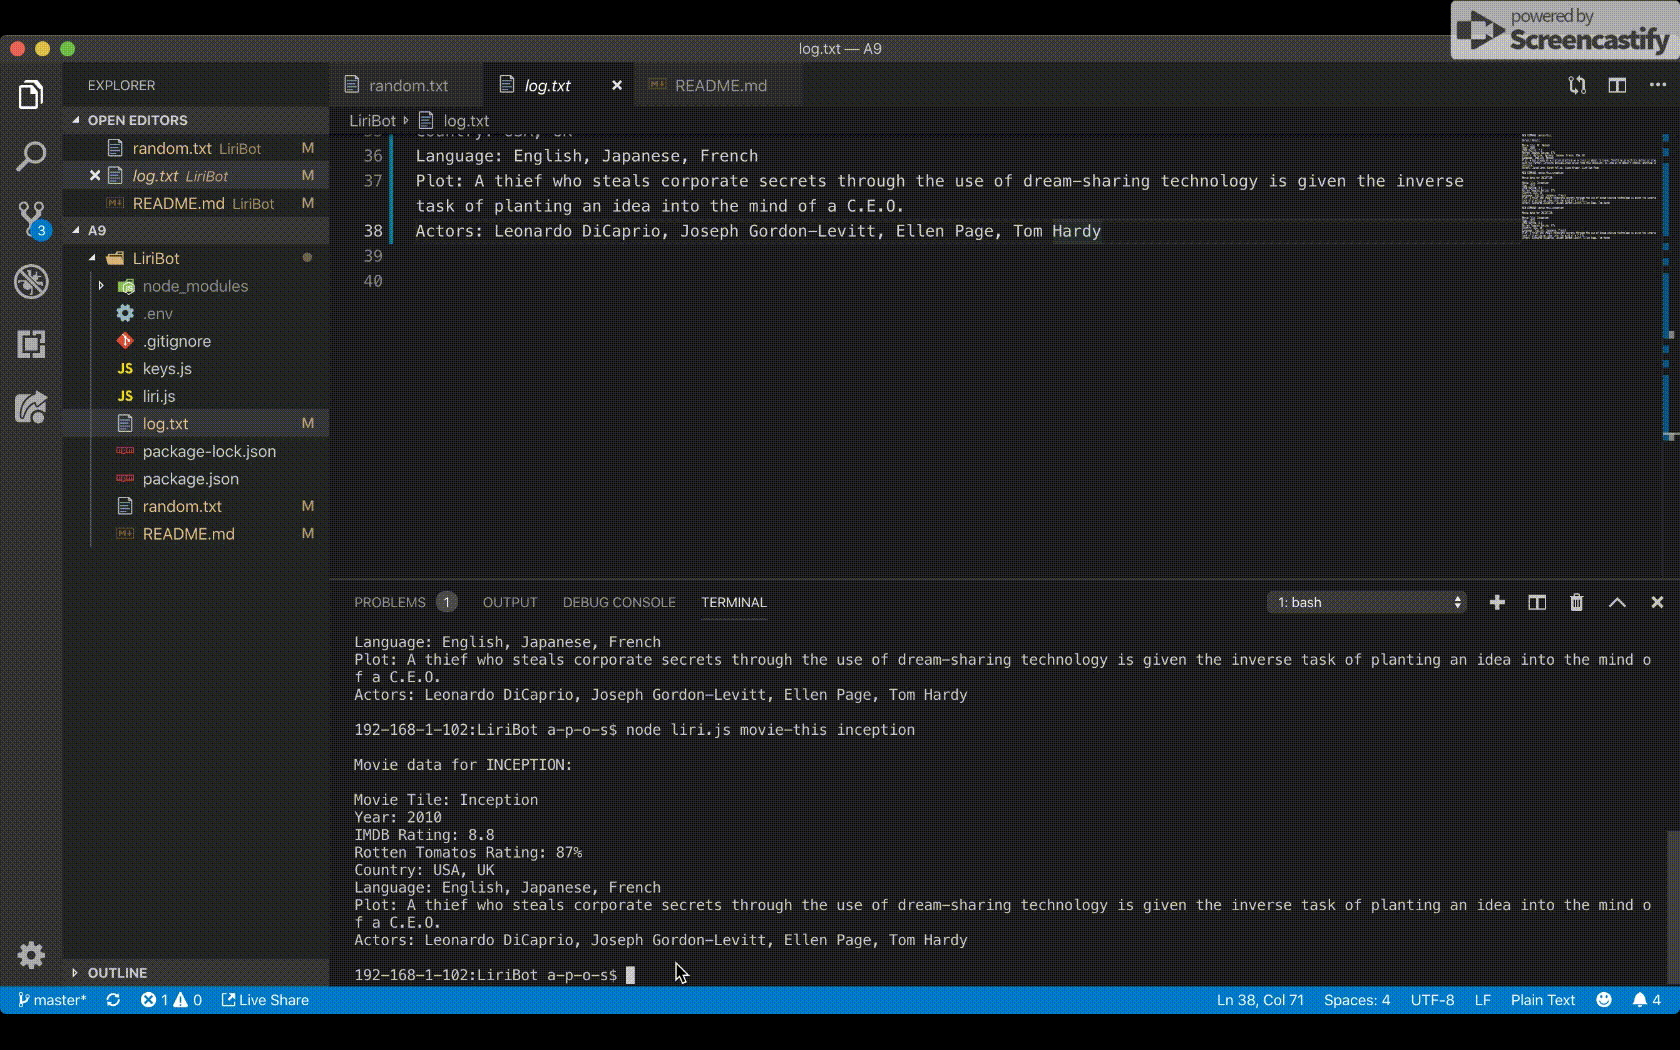 powered by
Screencastify
log.txt — A9
EXPLORER
random.txt
log.txt
README.md
OPEN EDITORS
LiriBot
log.txt
random.txt LiriBot M
log.txt LiriBot M
README.md LiriBot M
3
A9
LiriBot
node_modules
.env
.gitignore
keys.js
liri.js
log.txt M
package-lock.json
package.json
random.txt M
README.md M
OUTLINE
36 Language: English, Japanese, French
37 Plot: A thief who steals corporate secrets through the use of dream-sharing technology is given the inverse
task of planting an idea into the mind of a C.E.O.
38 Actors: Leonardo DiCaprio, Joseph Gordon-Levitt, Ellen Page, Tom Hardy
39
40
PROBLEMS 1 OUTPUT DEBUG CONSOLE TERMINAL
1: bash
Language: English, Japanese, French
Plot: A thief who steals corporate secrets through the use of dream-sharing technology is given the inverse task of planting an idea into the mind o
f a C.E.O.
Actors: Leonardo DiCaprio, Joseph Gordon-Levitt, Ellen Page, Tom Hardy
192-168-1-102:LiriBot a-p-o-s$ node liri.js movie-this inception
Movie data for INCEPTION:
Movie Tile: Inception
Year: 2010
IMDB Rating: 8.8
Rotten Tomatos Rating: 87%
Country: USA, UK
Language: English, Japanese, French
Plot: A thief who steals corporate secrets through the use of dream-sharing technology is given the inverse task of planting an idea into the mind o
f a C.E.O.
Actors: Leonardo DiCaprio, Joseph Gordon-Levitt, Ellen Page, Tom Hardy
192-168-1-102:LiriBot a-p-o-s$
master* 1 0 Live Share
Ln 38, Col 71 Spaces: 4 UTF-8 LF Plain Text 4